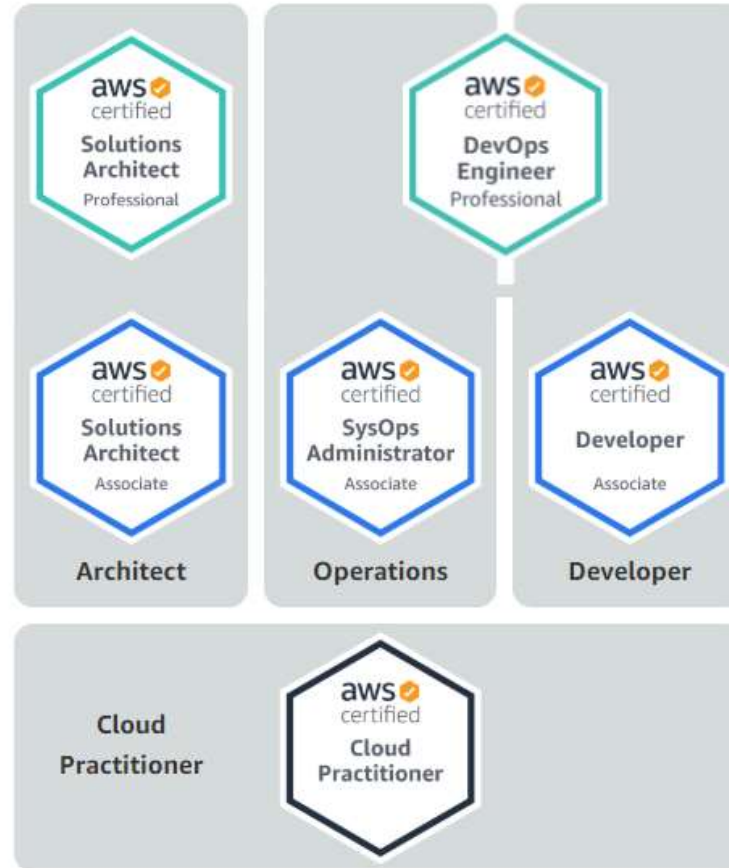 aws
certified
Solutions
Architect
Professional
aws
certified
DevOps
Engineer
Professional
aws
certified
Solutions
Architect
Associate
aws
certified
SysOps
Administrator
Associate
aws
certified
Developer
Associate
Architect
Operations
Developer
Cloud
Practitioner
aws
certified
Cloud
Practitioner